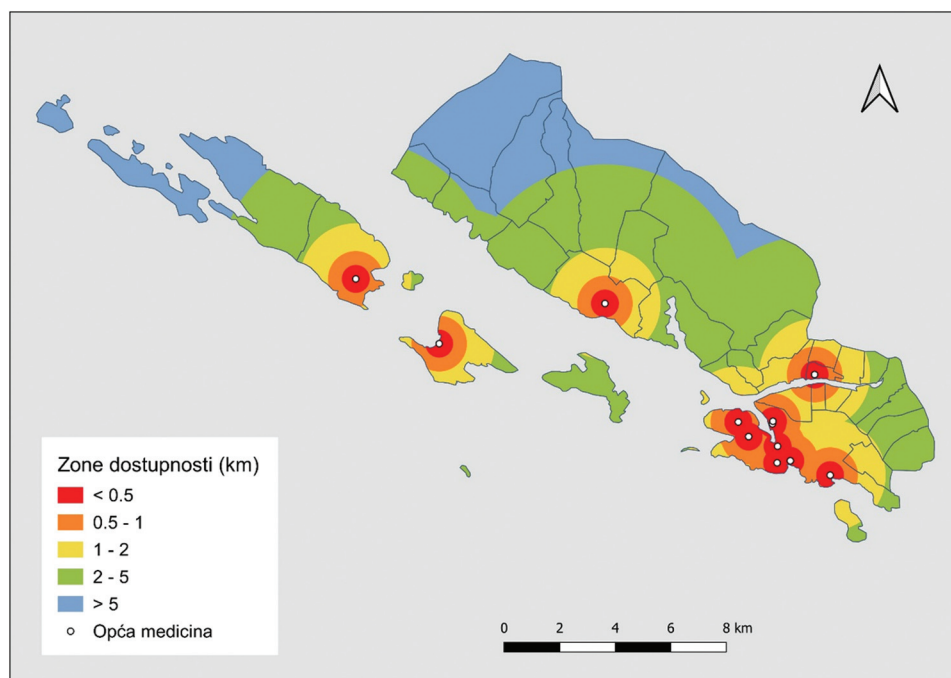 Zone dostupnosti (km)
< 0.5
0.5 - 1
1 - 2
2 - 5
> 5
Opća medicina
0 2 4 6 8 km